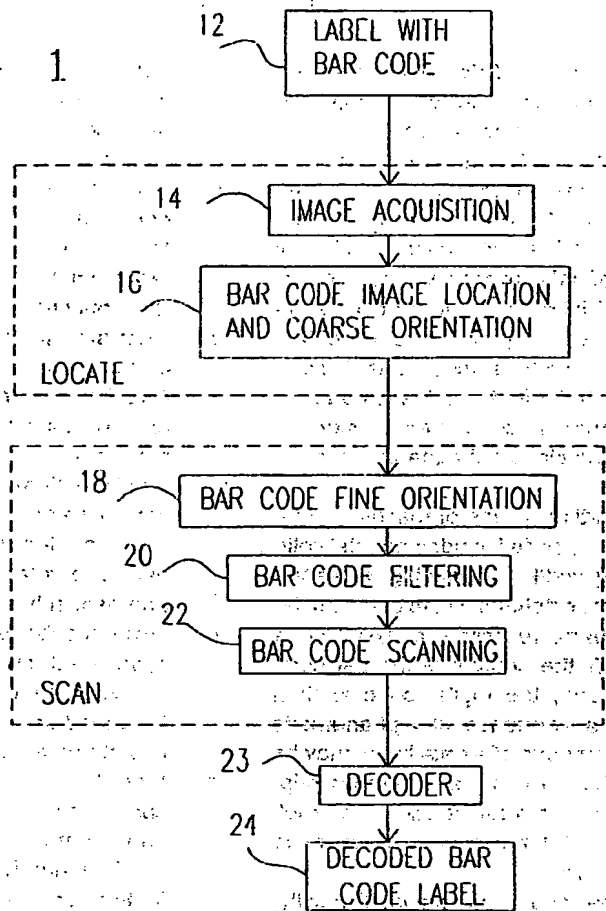 12
LABEL WITH
BAR CODE
1
14
IMAGE ACQUISITION
16
BAR CODE IMAGE LOCATION
AND COARSE ORIENTATION
LOCATE
18
BAR CODE FINE ORIENTATION
20
BAR CODE FILTERING
22
BAR CODE SCANNING
SCAN
23
DECODER
24
DECODED BAR
CODE LABEL